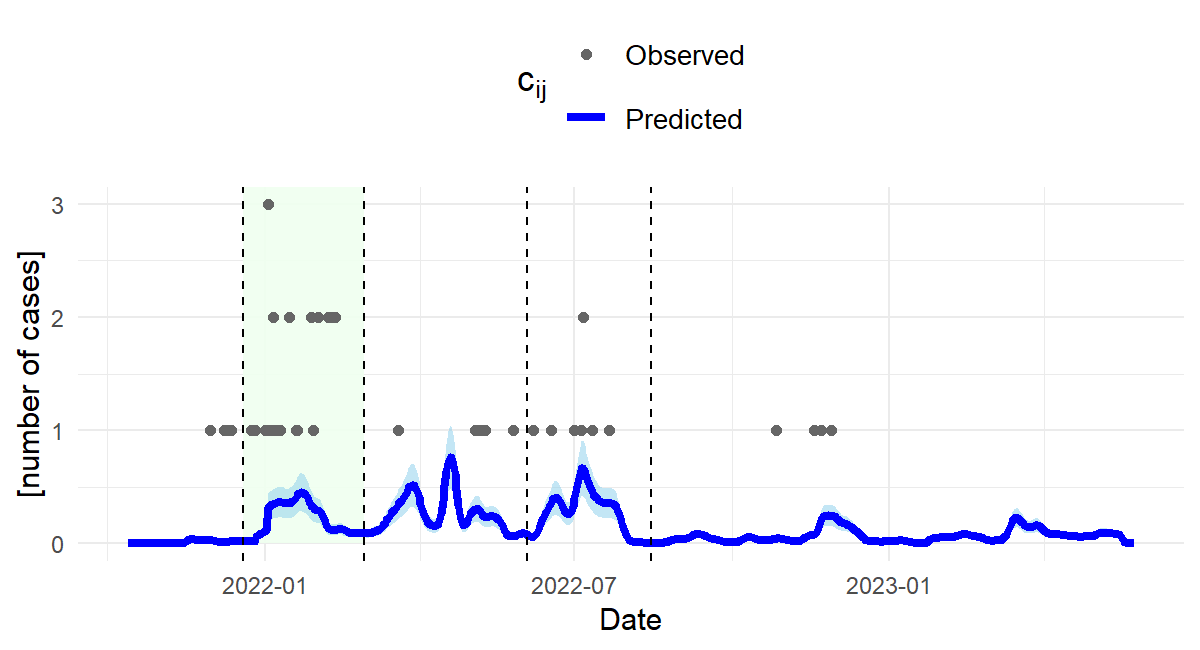 Observed
c_ij
Predicted
[number of cases]
3
2
1
0
2022-01
2022-07
2023-01
Date